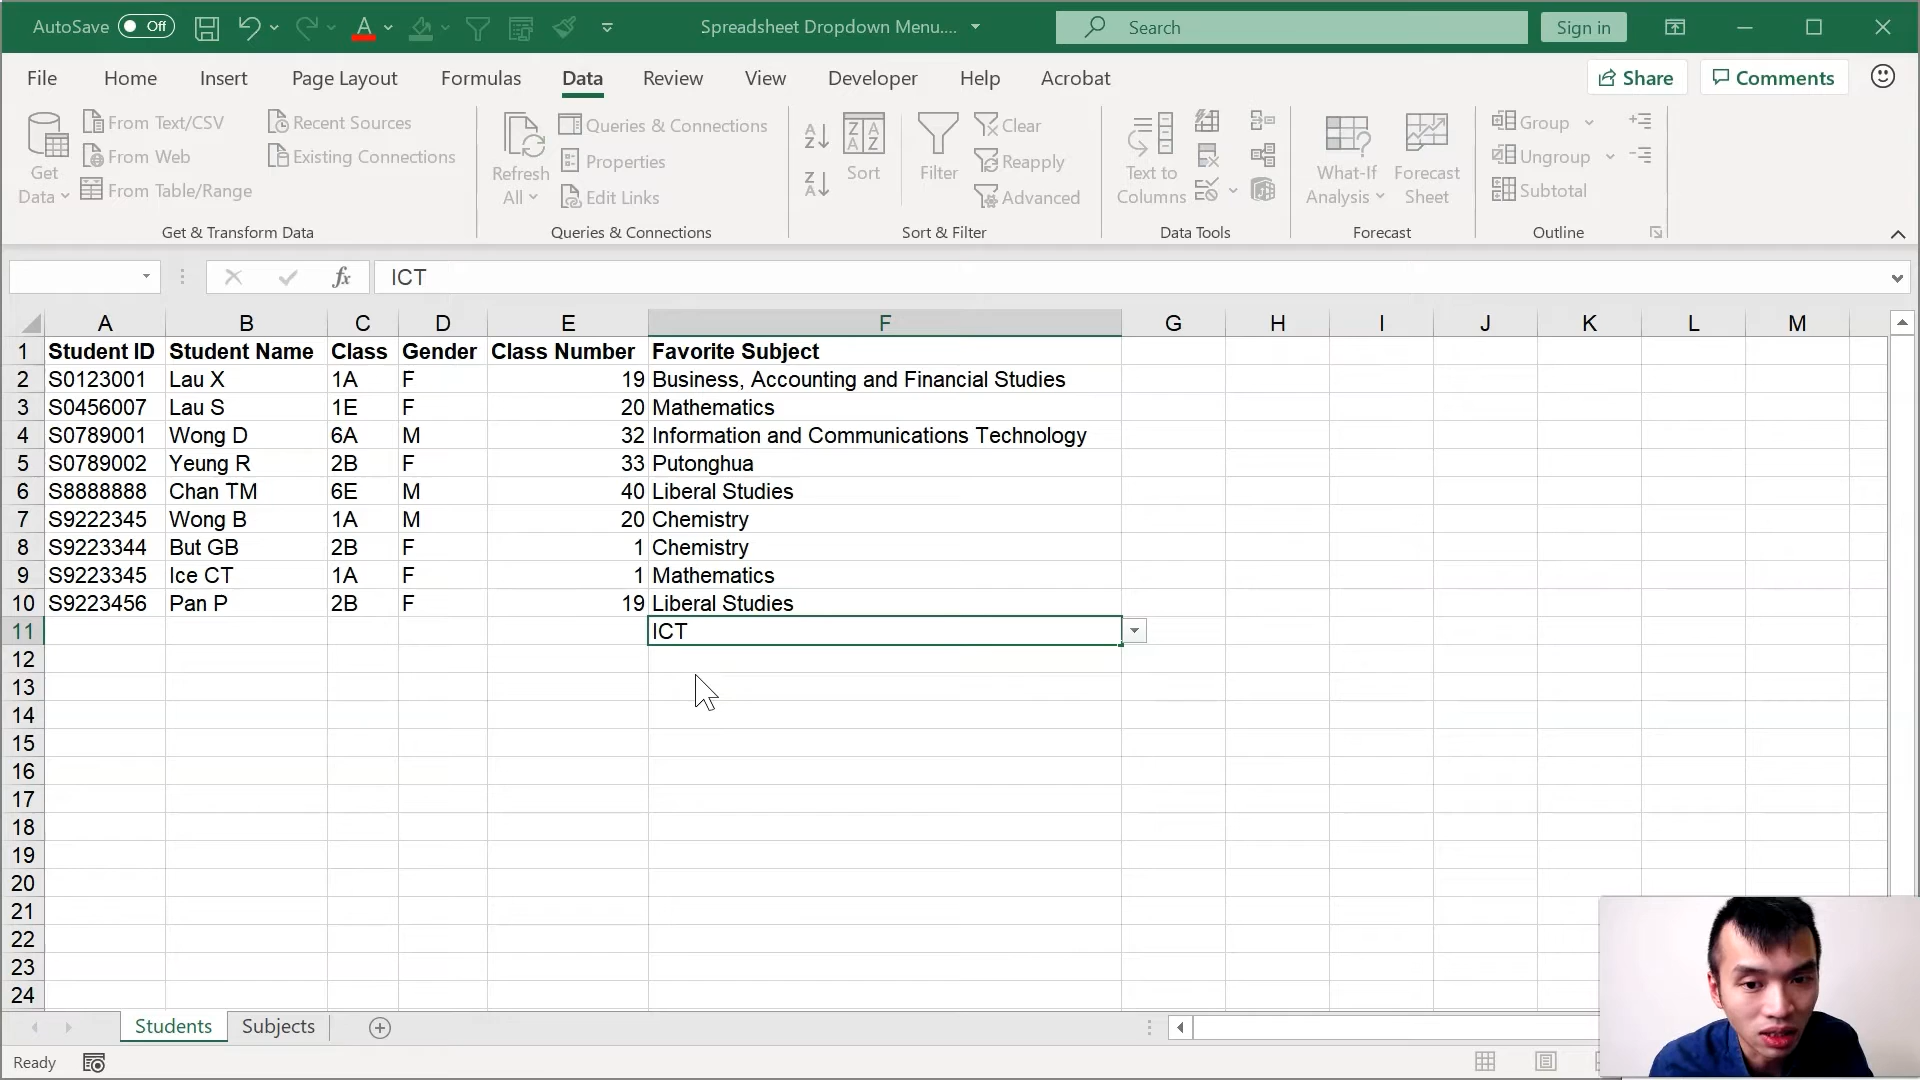 AutoSave Off Spreadsheet Dropdown Menu.... Search Sign in
File Home Insert Page Layout Formulas Data Review View Developer Help Acrobat Share Comments
Get Data
From Text/CSV
From Web
From Table/Range
Recent Sources
Existing Connections
Get & Transform Data
Refresh All
Queries & Connections
Properties
Edit Links
Queries & Connections
Sort
Filter
Clear
Reapply
Advanced
Sort & Filter
Text to Columns
Data Tools
What-If Analysis
Forecast Sheet
Forecast
Group
Ungroup
Subtotal
Outline
fx ICT
A B C D E F G H I J K L M
1 Student ID Student Name Class Gender Class Number Favorite Subject
2 S0123001 Lau X 1A F 19 Business, Accounting and Financial Studies
3 S0456007 Lau S 1E F 20 Mathematics
4 S0789001 Wong D 6A M 32 Information and Communications Technology
5 S0789002 Yeung R 2B F 33 Putonghua
6 S8888888 Chan TM 6E M 40 Liberal Studies
7 S9222345 Wong B 1A M 20 Chemistry
8 S9223344 But GB 2B F 1 Chemistry
9 S9223345 Ice CT 1A F 1 Mathematics
10 S9223456 Pan P 2B F 19 Liberal Studies
11 ICT
12
13
14
15
16
17
18
19
20
21
22
23
24
Students Subjects
Ready